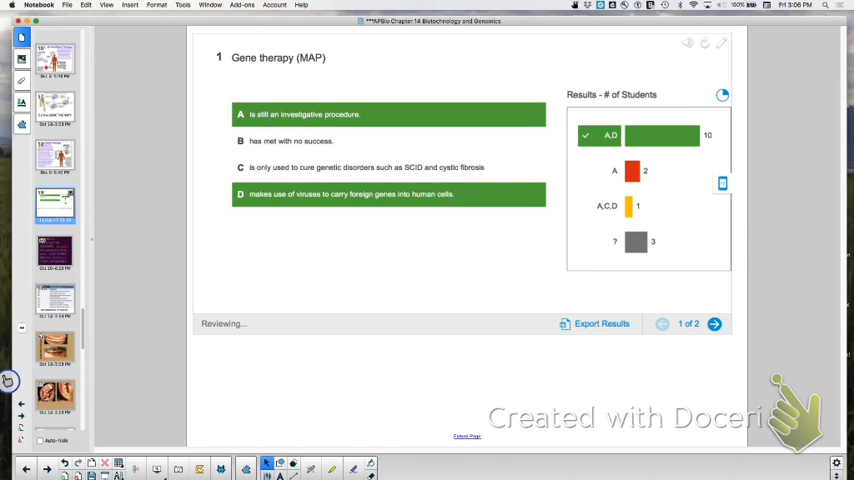 Notebook File Edit View Insert Format Tools Window Add-ons Account Help 100% Fri 5:06 PM
***APBio Chapter 14 Biotechnology and Genomics
1 Gene therapy (MAP)
A Is still an investigative procedure.
B has met with no success.
C is only used to cure genetic disorders such as SCID and cystic fibrosis
D makes use of viruses to carry foreign genes into human cells.
Results - # of Students
A,D 10
A 2
A,C,D 1
? 3
Reviewing...
Export Results
1 of 2
Created with Doceri
Extend Page
Auto-hide